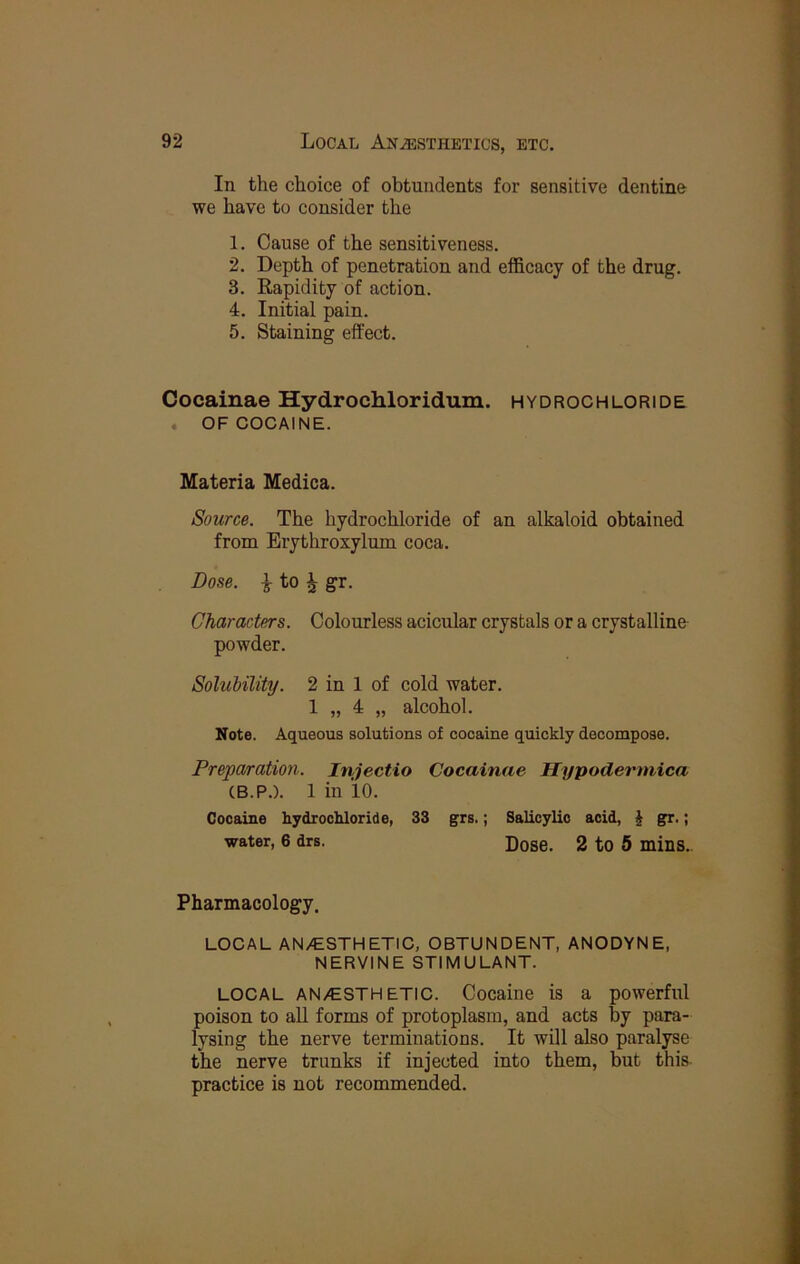 92 LOCAL ANÆSTHETICS, ETC.
In the choice of obtundents for sensitive dentine
we have to consider the
1. Cause of the sensitiveness.
2. Depth of penetration and efficacy of the drug.
3. Rapidity of action.
4. Initial pain.
5. Staining effect.
Cocainae Hydrochloridum. HYDROCHLORIDE
OF COCAINE.
Materia Medica.
Source. The hydrochloride of an alkaloid obtained
from Erythroxylum coca.
Dose. ⅕ to ½ gr.
Characters. Colourless acicular crystals or a crystalline
powder.
Solubility. 2 in 1 of cold water.
1 „ 4 „ alcohol.
Note. Aqueous solutions of cocaine quickly decompose.
Preparation. Injectio Cocainae Hypodermica
(B.P.). 1 in 10.
Cocaine hydrochloride, 33 grs.; Salicylic acid, ½ gr.;
water, 6 drs. Dose. 2 to 5 mins.
Pharmacology.
LOCAL ANÆSTHETIC, OBTUNDENT, ANODYNE,
NERVINE STIMULANT.
LOCAL ANÆSTHETIC. Cocaine is a powerful
poison to all forms of protoplasm, and acts by para-
lysing the nerve terminations. It will also paralyse
the nerve trunks if injected into them, but this
practice is not recommended.